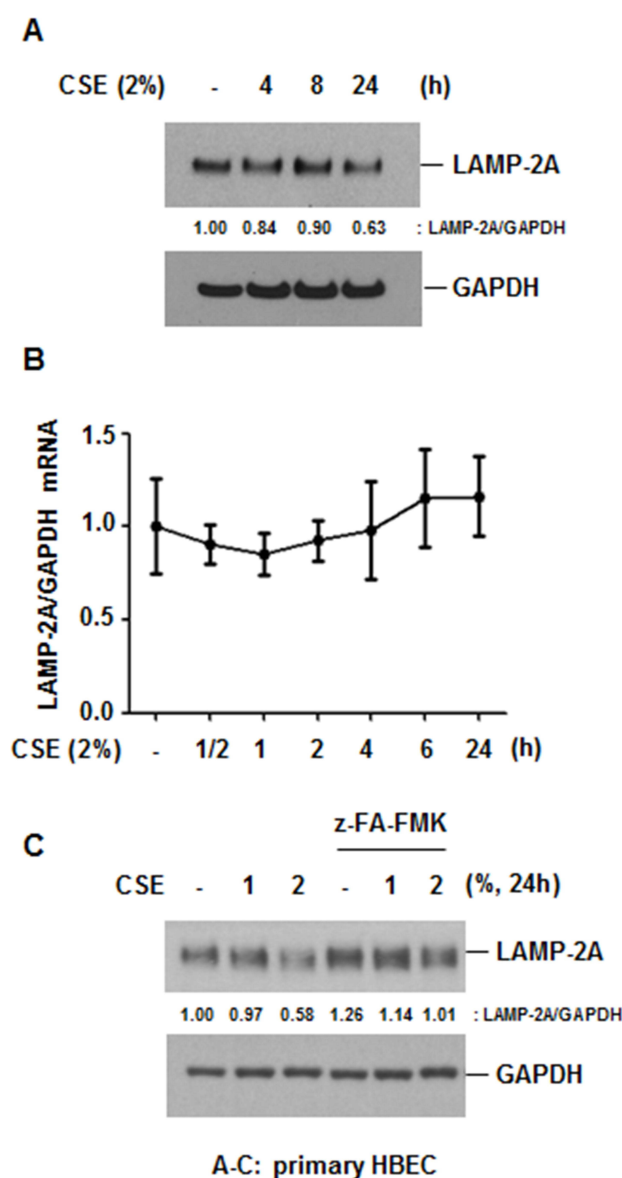 A
CSE (2%) - 4 8 24 (h)
LAMP-2A
1.00 0.84 0.90 0.63 : LAMP-2A/GAPDH
GAPDH
B
LAMP-2A/GAPDH mRNA
1.5
1.0
0.5
0.0
CSE (2%) - 1/2 1 2 4 6 24 (h)
z-FA-FMK
C
CSE - 1 2 - 1 2 (%, 24h)
LAMP-2A
1.00 0.97 0.58 1.26 1.14 1.01 : LAMP-2A/GAPDH
GAPDH
A-C: primary HBEC